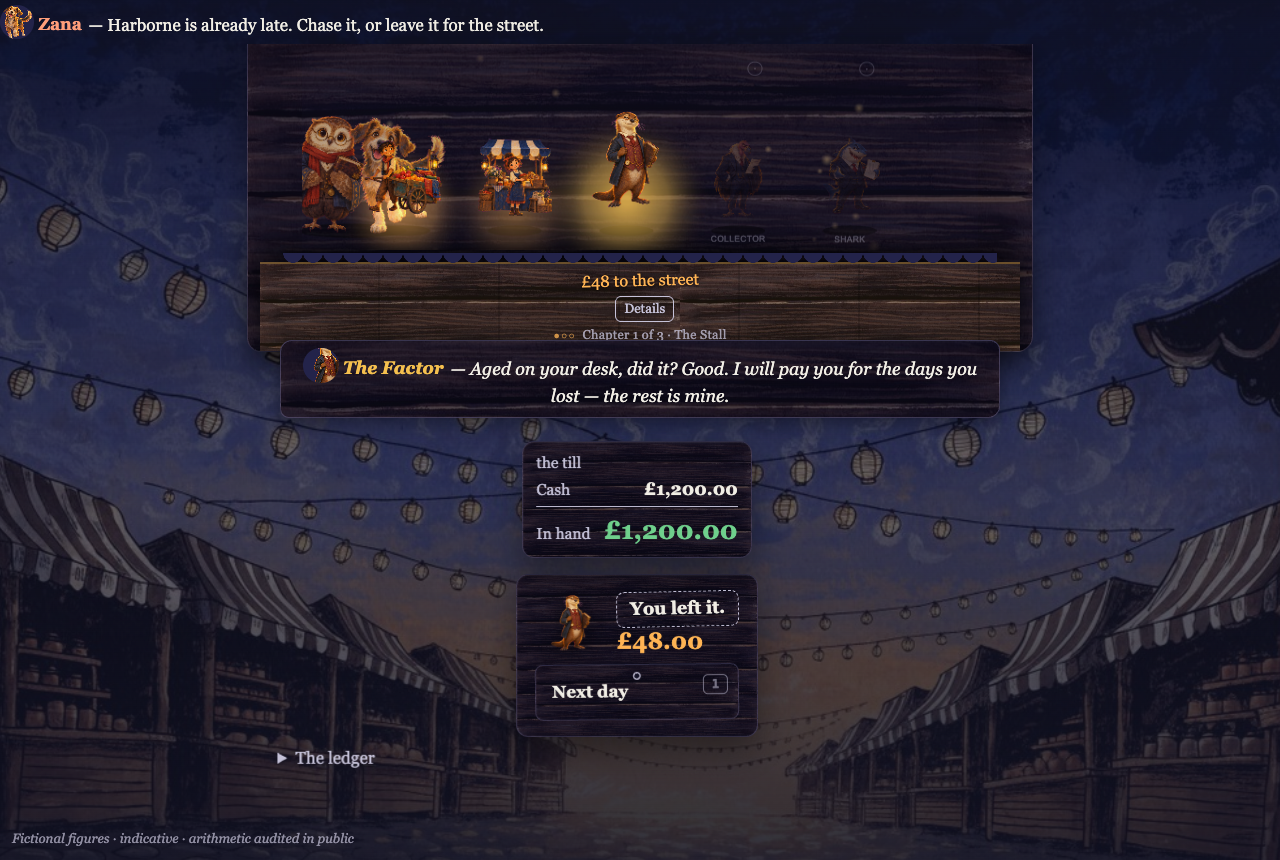 Zana — Harborne is already late. Chase it, or leave it for the street.
COLLECTOR
SHARK
£48 to the street
Details
Chapter 1 of 3 · The Stall
The Factor — Aged on your desk, did it? Good. I will pay you for the days you
lost — the rest is mine.
the till
Cash £1,200.00
In hand £1,200.00
You left it.
£48.00
Next day 1
▶ The ledger
Fictional figures · indicative · arithmetic audited in public